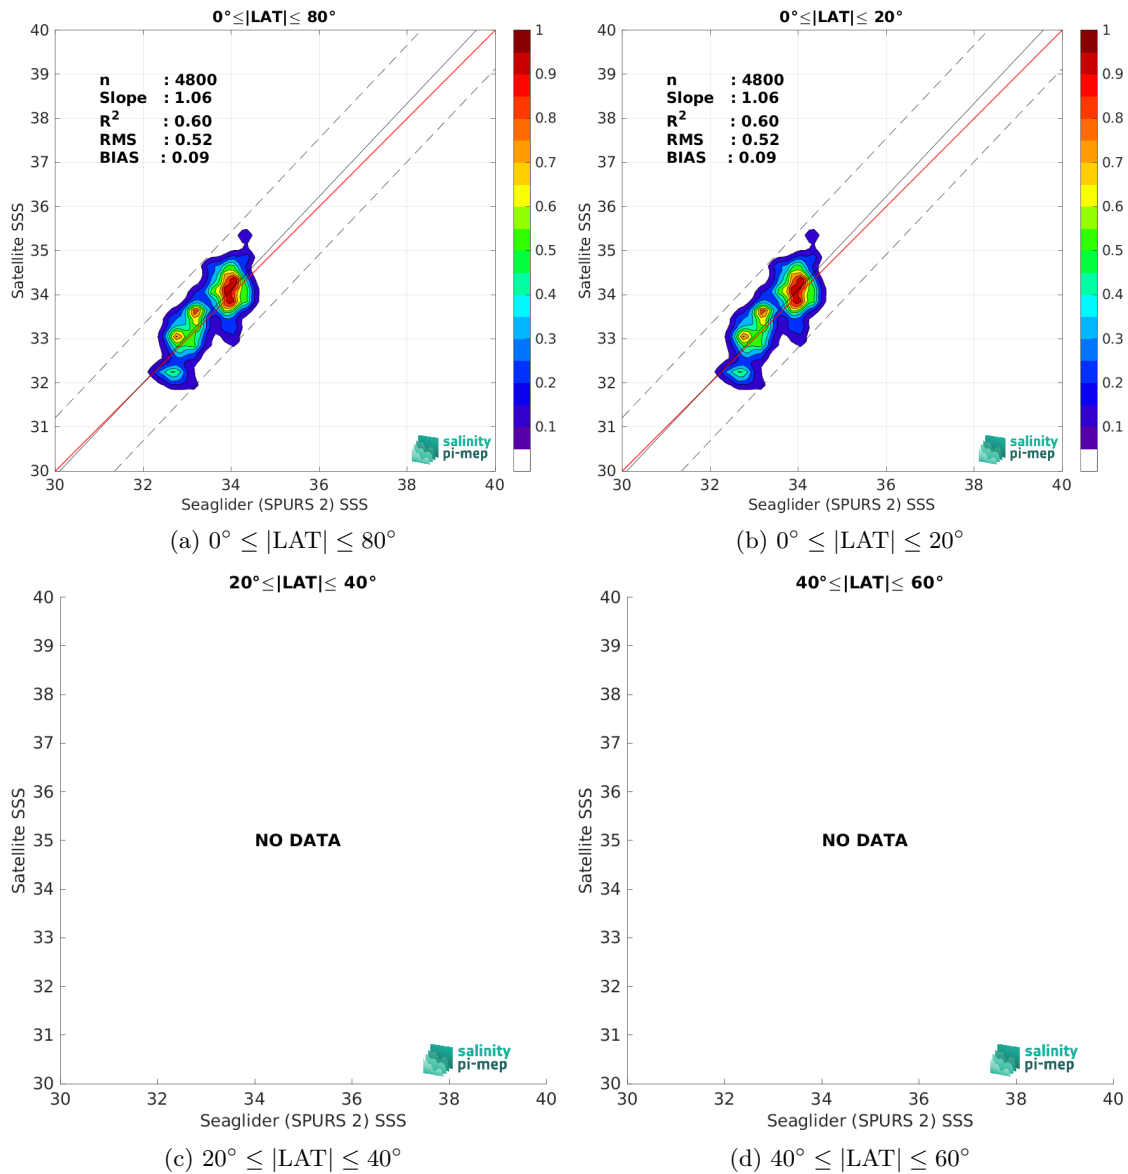 0°≤|LAT|≤ 80°
40
39
38
37
36
35
34
33
32
31
30
Satellite SSS
n : 4800
Slope : 1.06
R² : 0.60
RMS : 0.52
BIAS : 0.09
1
0.9
0.8
0.7
0.6
0.5
0.4
0.3
0.2
0.1
salinity
pi-mep
30 32 34 36 38 40
Seaglider (SPURS 2) SSS
(a) 0° ≤ |LAT| ≤ 80°
0°≤|LAT|≤ 20°
40
39
38
37
36
35
34
33
32
31
30
Satellite SSS
n : 4800
Slope : 1.06
R² : 0.60
RMS : 0.52
BIAS : 0.09
1
0.9
0.8
0.7
0.6
0.5
0.4
0.3
0.2
0.1
salinity
pi-mep
30 32 34 36 38 40
Seaglider (SPURS 2) SSS
(b) 0° ≤ |LAT| ≤ 20°
20°≤|LAT|≤ 40°
40
39
38
37
36
35
34
33
32
31
30
Satellite SSS
NO DATA
salinity
pi-mep
30 32 34 36 38 40
Seaglider (SPURS 2) SSS
(c) 20° ≤ |LAT| ≤ 40°
40°≤|LAT|≤ 60°
40
39
38
37
36
35
34
33
32
31
30
Satellite SSS
NO DATA
salinity
pi-mep
30 32 34 36 38 40
Seaglider (SPURS 2) SSS
(d) 40° ≤ |LAT| ≤ 60°